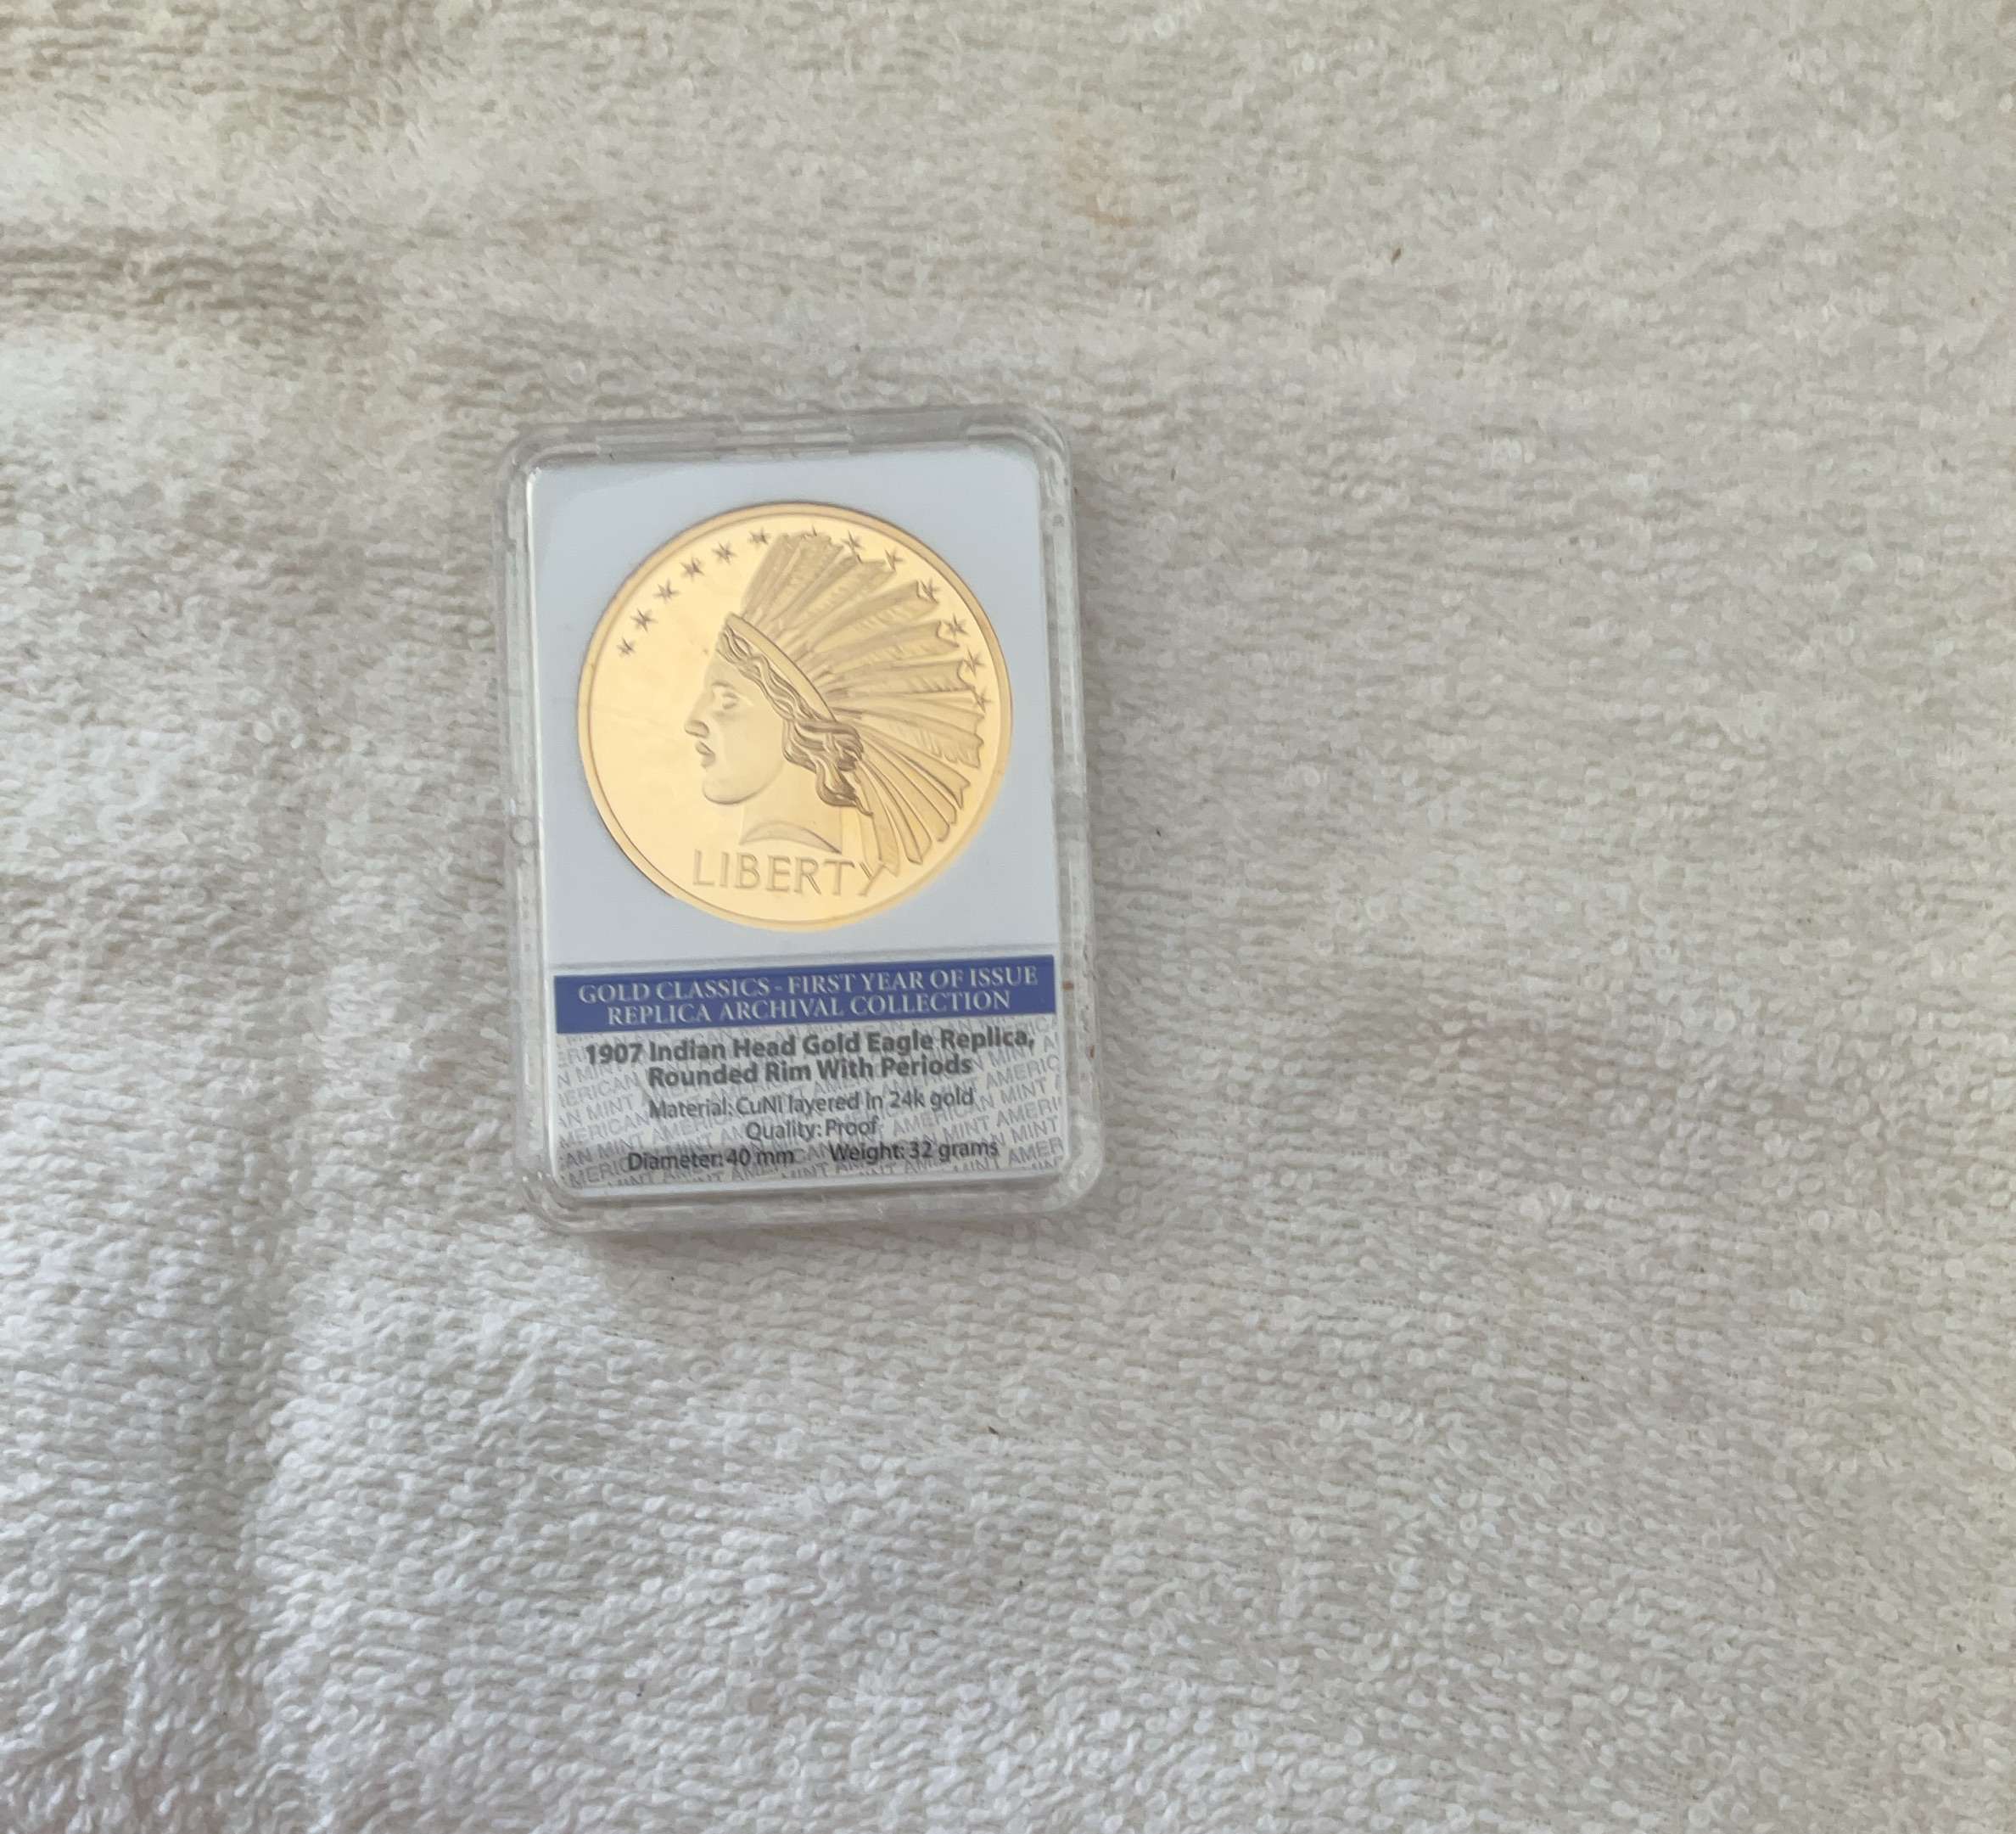 LIBERTY
GOLD CLASSICS - FIRST YEAR OF ISSUE
REPLICA ARCHIVAL COLLECTION
1907 Indian Head Gold Eagle Replica,
Rounded Rim With Periods
Material: CuNi layered in 24k gold
Quality: Proof
Diameter: 40 mm Weight: 32 grams